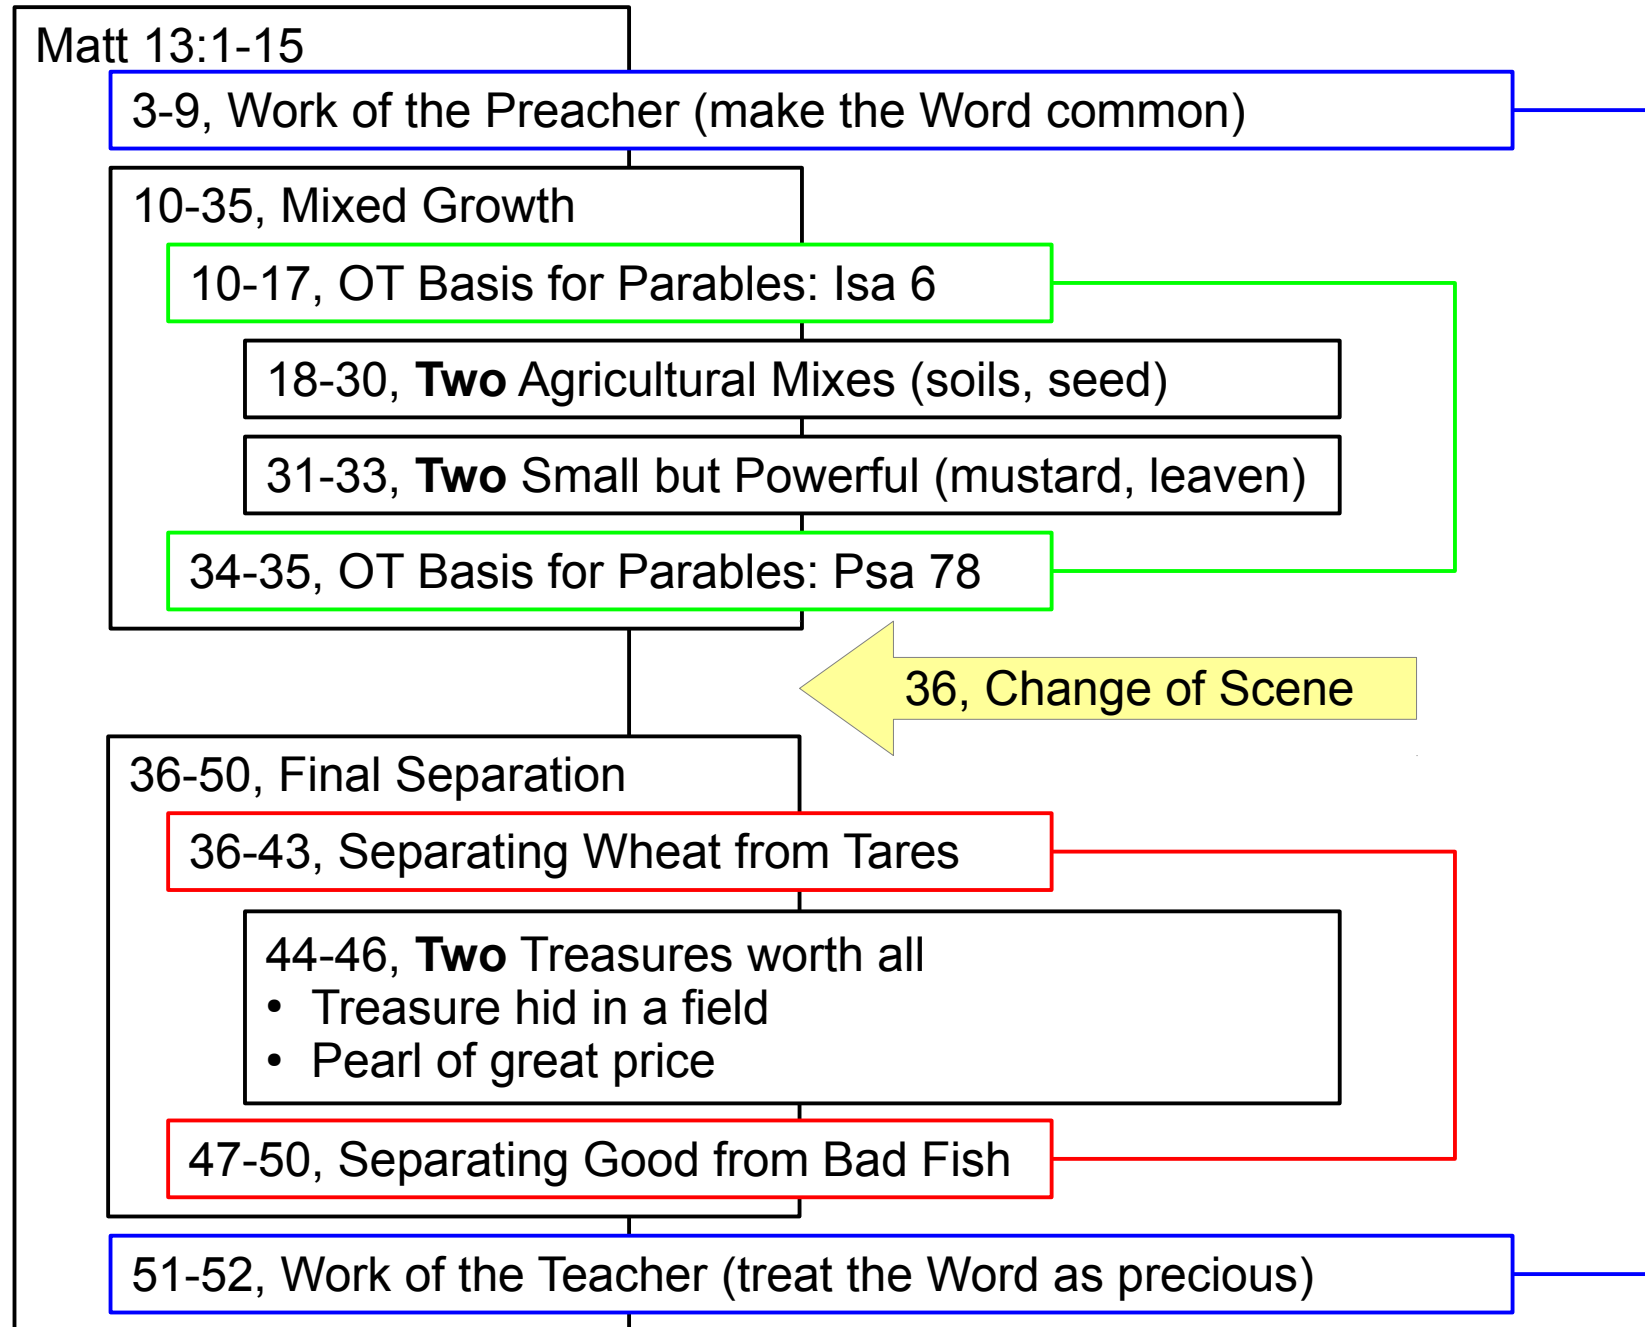 Matt 13:1-15
3-9, Work of the Preacher (make the Word common)
10-35, Mixed Growth
10-17, OT Basis for Parables: Isa 6
18-30, Two Agricultural Mixes (soils, seed)
31-33, Two Small but Powerful (mustard, leaven)
34-35, OT Basis for Parables: Psa 78
36, Change of Scene
36-50, Final Separation
36-43, Separating Wheat from Tares
44-46, Two Treasures worth all
• Treasure hid in a field
• Pearl of great price
47-50, Separating Good from Bad Fish
51-52, Work of the Teacher (treat the Word as precious)